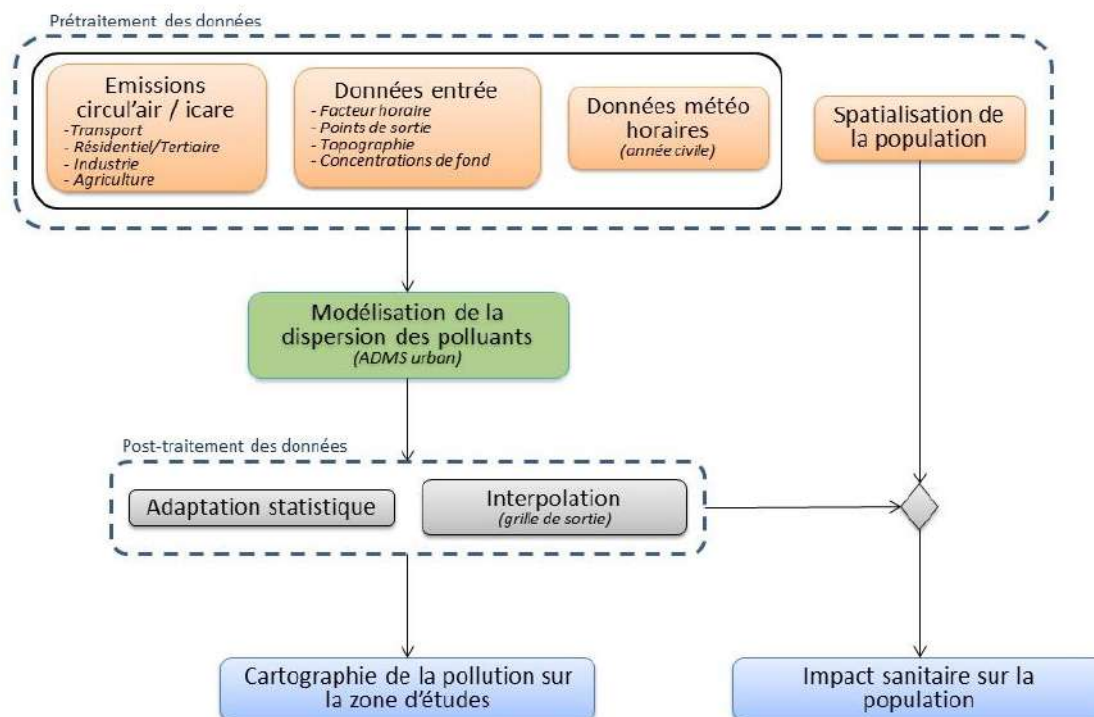 Prétraitement des données
Emissions
circul'air / icare
-Transport
- Résidentiel/Tertiaire
- Industrie
- Agriculture
Données entrée
- Facteur horaire
- Points de sortie
- Topographie
- Concentrations de fond
Données météo
horaires
(année civile)
Spatialisation de
la population
Modélisation de la
dispersion des polluants
(ADMS urban)
Post-traitement des données
Adaptation statistique
Interpolation
(grille de sortie)
Cartographie de la pollution sur
la zone d'études
Impact sanitaire sur la
population